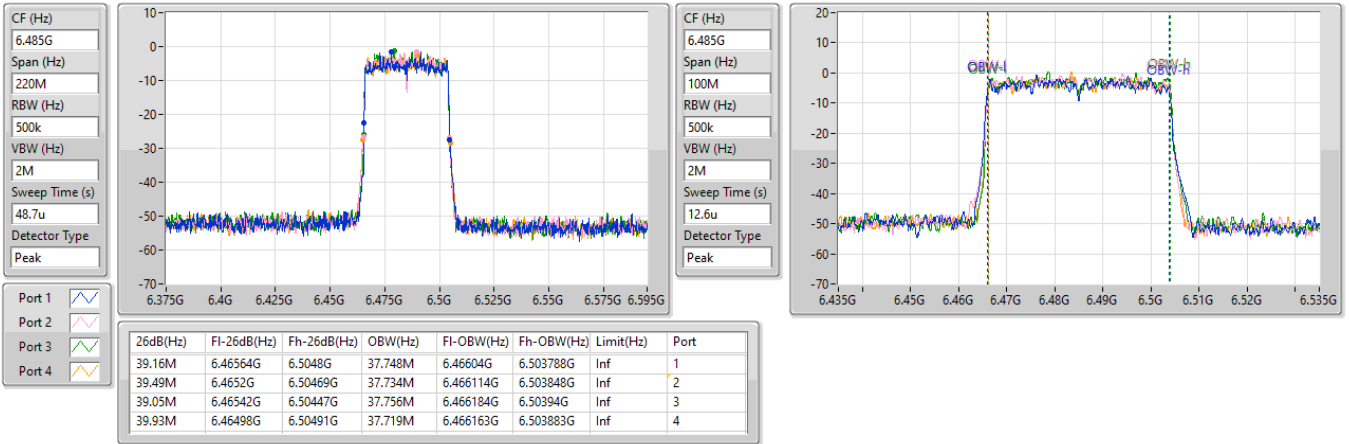 CF (Hz)
6.485G
Span (Hz)
220M
RBW (Hz)
500k
VBW (Hz)
2M
Sweep Time (s)
48.7u
Detector Type
Peak
10
0
-10
-20
-30
-40
-50
-60
-70
6.375G 6.4G 6.425G 6.45G 6.475G 6.5G 6.525G 6.55G 6.575G 6.595G
CF (Hz)
6.485G
Span (Hz)
100M
RBW (Hz)
500k
VBW (Hz)
2M
Sweep Time (s)
12.6u
Detector Type
Peak
20
10
0
-10
-20
-30
-40
-50
-60
-70
OBW-l
OBW-h
OBW-h
6.435G 6.45G 6.46G 6.47G 6.48G 6.49G 6.5G 6.51G 6.52G 6.535G
Port 1
Port 2
Port 3
Port 4
26dB(Hz) Fl-26dB(Hz) Fh-26dB(Hz) OBW(Hz) Fl-OBW(Hz) Fh-OBW(Hz) Limit(Hz) Port
39.16M 6.46564G 6.5048G 37.748M 6.46604G 6.503788G Inf 1
39.49M 6.4652G 6.50469G 37.734M 6.466114G 6.503848G Inf 2
39.05M 6.46542G 6.50447G 37.756M 6.466184G 6.50394G Inf 3
39.93M 6.46498G 6.50491G 37.719M 6.466163G 6.503883G Inf 4